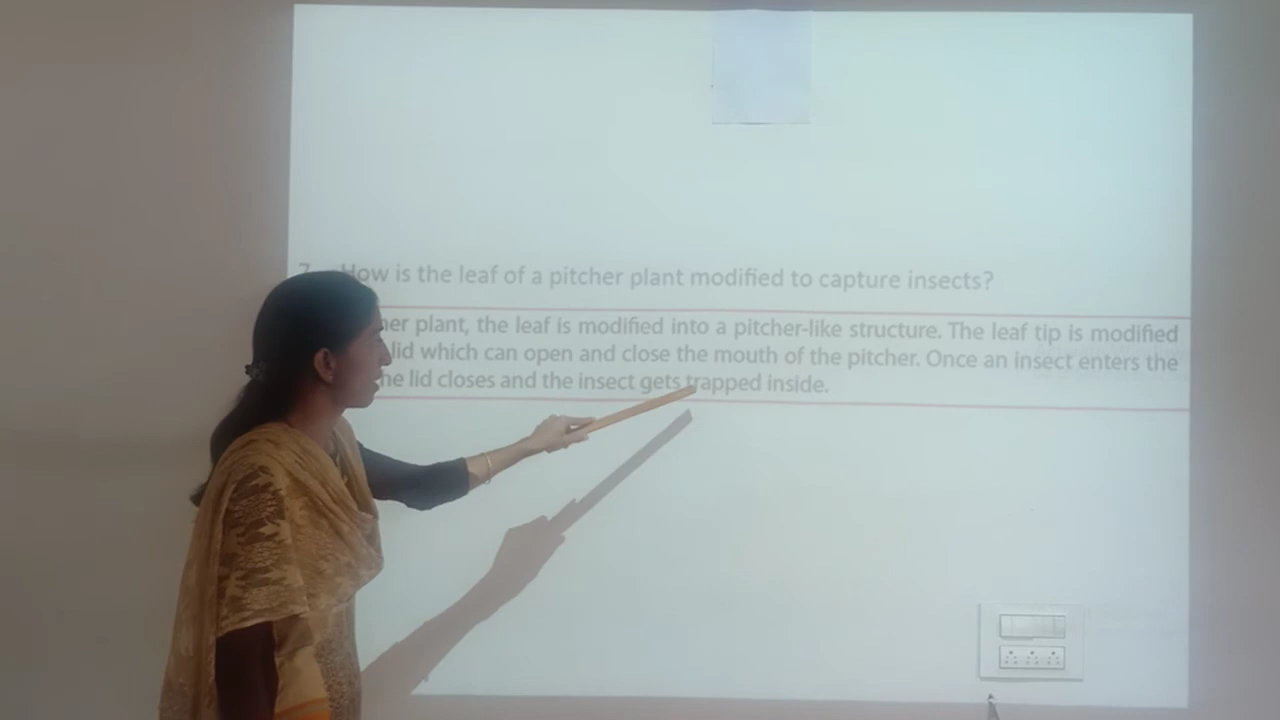 7. How is the leaf of a pitcher plant modified to capture insects?
plant, the leaf is modified into a pitcher-like structure. The leaf tip is modified
lid which can open and close the mouth of the pitcher. Once an insect enters the
lid closes and the insect gets trapped inside.